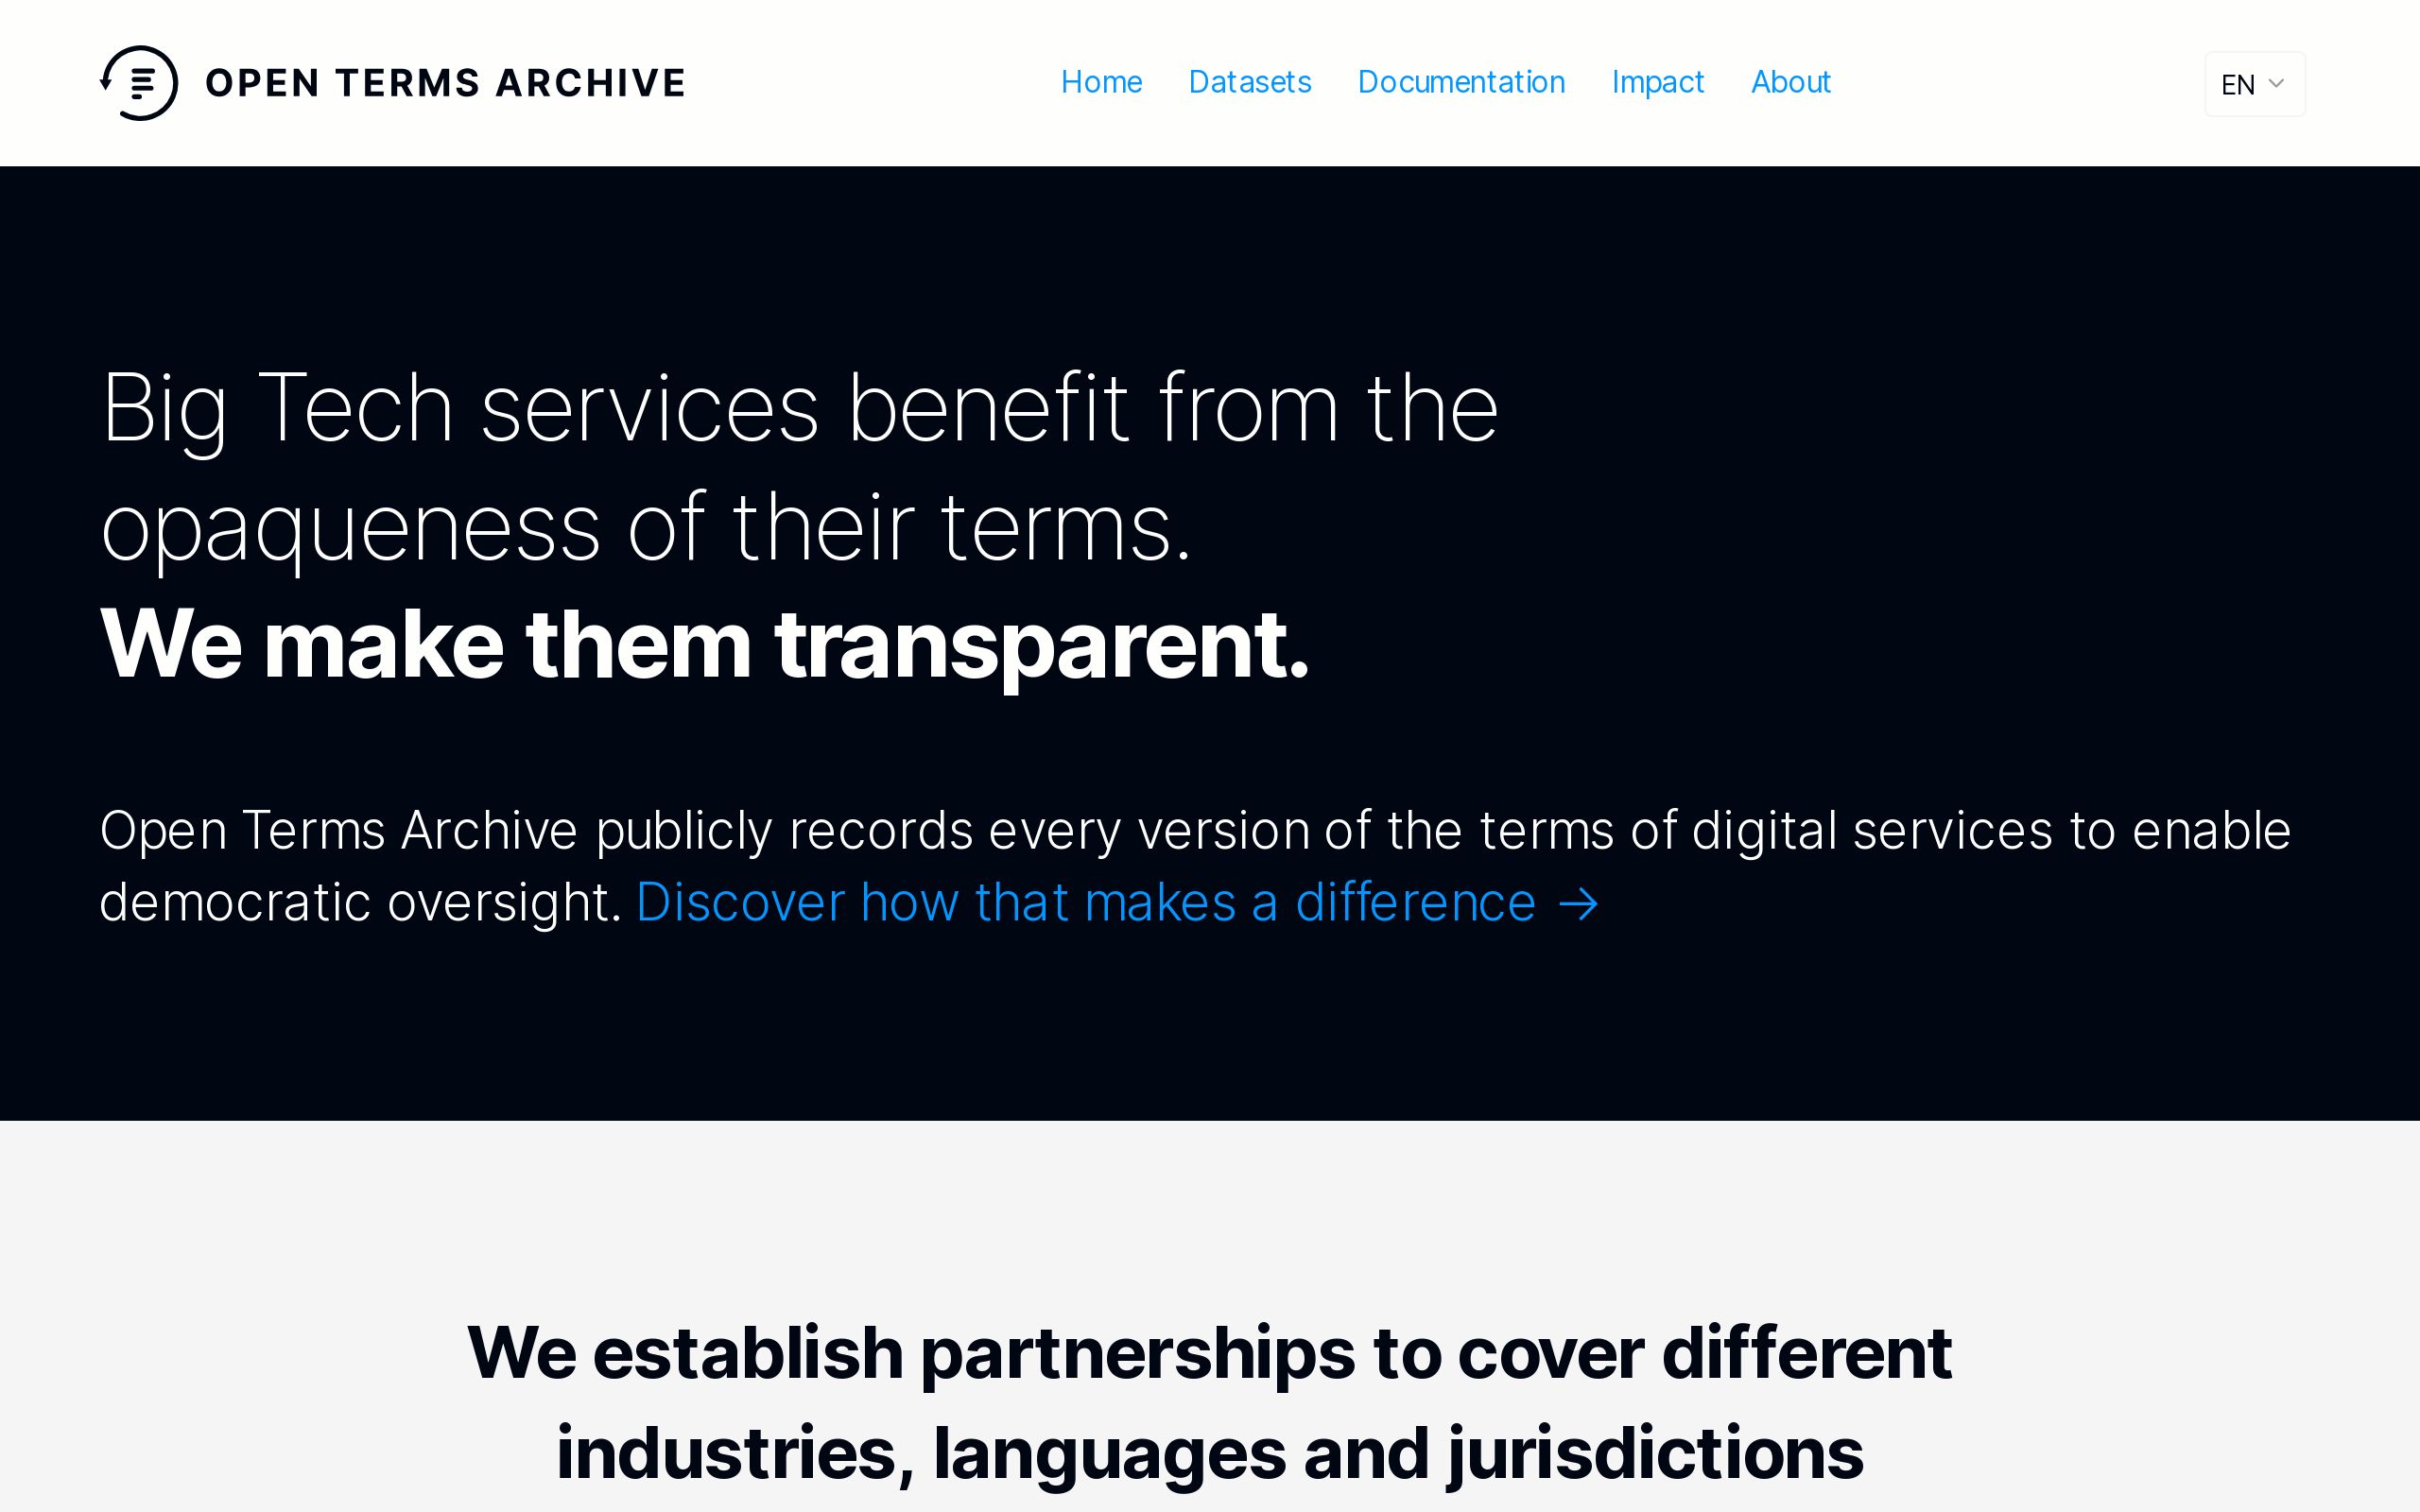 OPEN TERMS ARCHIVE
Home Datasets Documentation Impact About
EN
Big Tech services benefit from the
opaqueness of their terms.
We make them transparent.
Open Terms Archive publicly records every version of the terms of digital services to enable
democratic oversight. Discover how that makes a difference →
We establish partnerships to cover different
industries, languages and jurisdictions